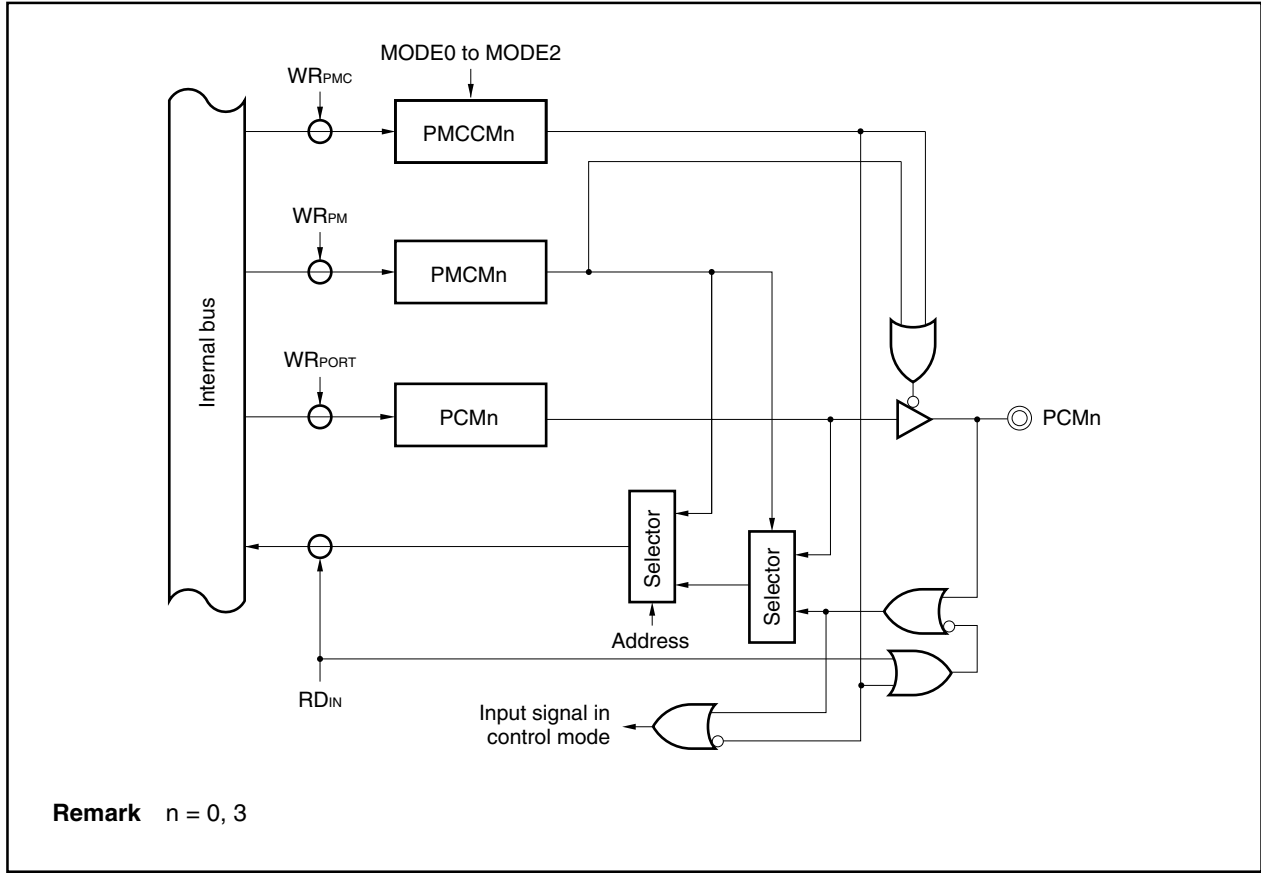 MODE0 to MODE2
WRPMC
PMCCMn
WRPM
PMCMn
Internal bus
WRPORT
PCMn
PCMn
Selector
Selector
Address
RDIN
Input signal in
control mode
Remark n = 0, 3